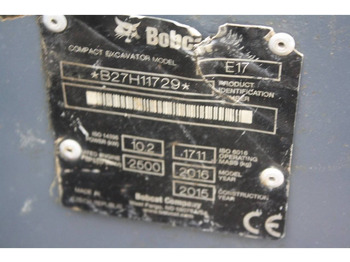 Bobcat
COMPACT EXCAVATOR MODEL
E17
*B27H11729*
PRODUCT
IDENTIFICATION
NUMBER
10.2
1711
ISO 6016
OPERATING
MASS (kg)
2500
2016
MODEL
YEAR
2015
CONSTRUCTION
YEAR
MADE IN
Bobcat Company
CE